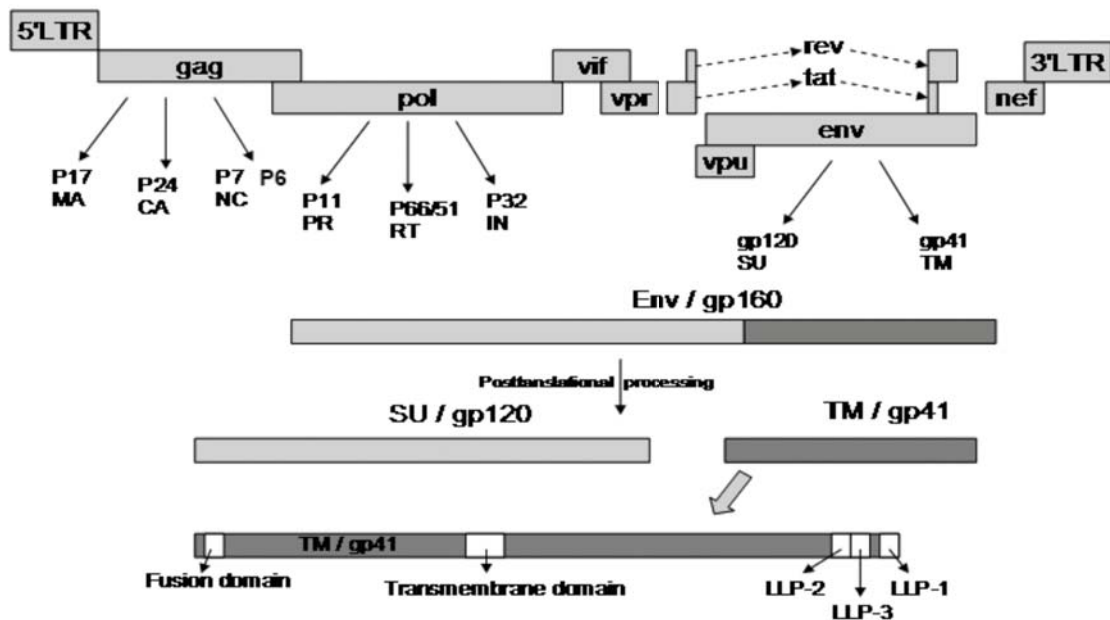 5'LTR
gag
pol
vif
vpr
rev
tat
env
vpu
nef
3'LTR
P17
MA
P24
CA
P7 P6
NC
P11
PR
P66/51
RT
P32
IN
gp120
SU
gp41
TM
Env / gp160
Posttranslational processing
SU / gp120
TM / gp41
TM / gp41
Fusion domain
Transmembrane domain
LLP-2
LLP-3
LLP-1